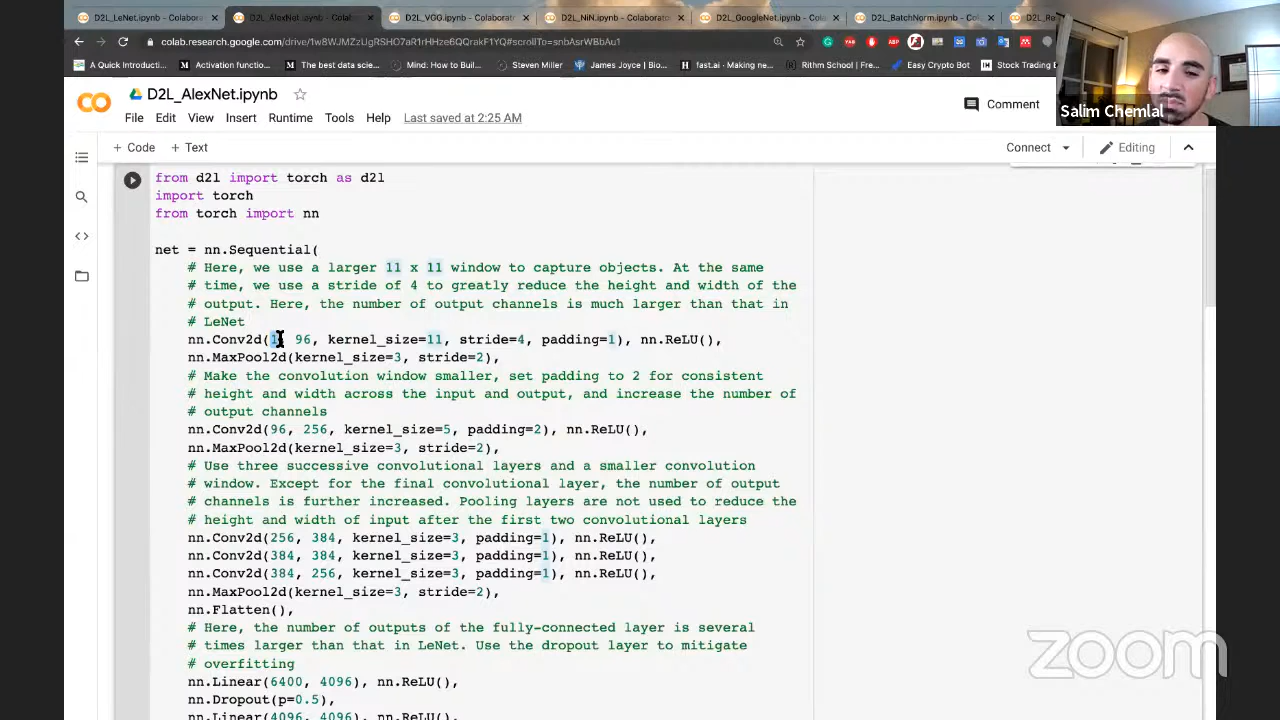 D2L_LeNet.ipynb - Colaborato
D2L_AlexNet.ipynb - Colabo
D2L_VGG.ipynb - Colaborato
D2L_NiN.ipynb - Colaborato
D2L_GoogleNet.ipynb - Colab
D2L_BatchNorm.ipynb - Co
D2L_Re
colab.research.google.com/drive/1w8WJMZzUgRSHO7aR1rHHze6QQrakF1YQ#scrollTo=snbAsrWBbAu1
A Quick Introducti...
Activation functio...
The best data scie...
Mind: How to Buil...
Steven Miller
James Joyce | Bio...
fast.ai · Making ne...
Rithm School | Fre...
Easy Crypto Bot
Stock Trading
Salim Chemlal
D2L_AlexNet.ipynb
Comment
File Edit View Insert Runtime Tools Help Last saved at 2:25 AM
+ Code + Text
Connect
Editing
from d2l import torch as d2l
import torch
from torch import nn
net = nn.Sequential(
# Here, we use a larger 11 x 11 window to capture objects. At the same
# time, we use a stride of 4 to greatly reduce the height and width of the
# output. Here, the number of output channels is much larger than that in
# LeNet
nn.Conv2d(1, 96, kernel_size=11, stride=4, padding=1), nn.ReLU(),
nn.MaxPool2d(kernel_size=3, stride=2),
# Make the convolution window smaller, set padding to 2 for consistent
# height and width across the input and output, and increase the number of
# output channels
nn.Conv2d(96, 256, kernel_size=5, padding=2), nn.ReLU(),
nn.MaxPool2d(kernel_size=3, stride=2),
# Use three successive convolutional layers and a smaller convolution
# window. Except for the final convolutional layer, the number of output
# channels is further increased. Pooling layers are not used to reduce the
# height and width of input after the first two convolutional layers
nn.Conv2d(256, 384, kernel_size=3, padding=1), nn.ReLU(),
nn.Conv2d(384, 384, kernel_size=3, padding=1), nn.ReLU(),
nn.Conv2d(384, 256, kernel_size=3, padding=1), nn.ReLU(),
nn.MaxPool2d(kernel_size=3, stride=2),
nn.Flatten(),
# Here, the number of outputs of the fully-connected layer is several
# times larger than that in LeNet. Use the dropout layer to mitigate
# overfitting
nn.Linear(6400, 4096), nn.ReLU(),
nn.Dropout(p=0.5),
nn.Linear(4096, 4096), nn.ReLU(),
zoom